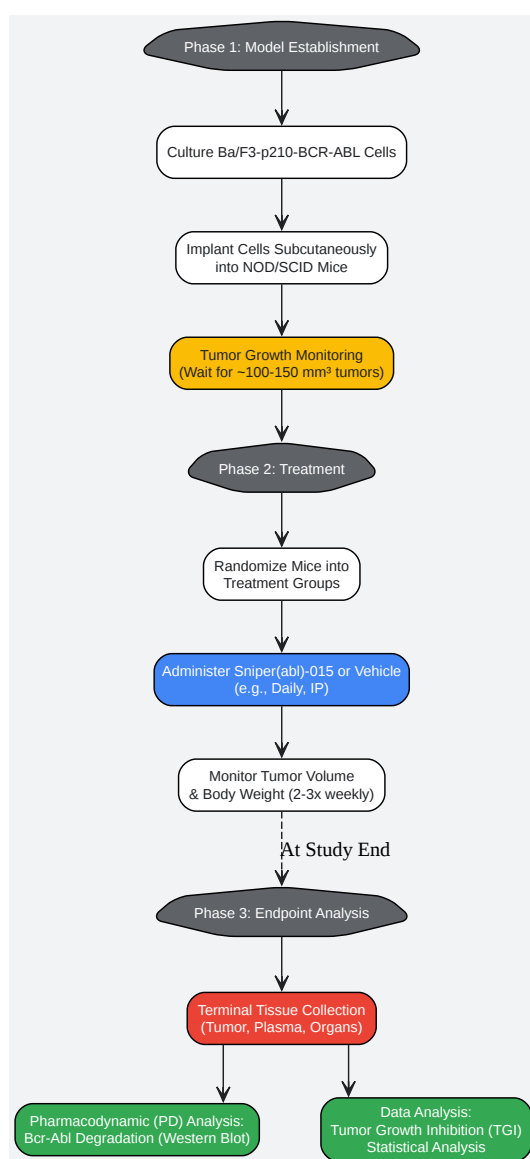 Phase 1: Model Establishment
Culture Ba/F3-p210-BCR-ABL Cells
Implant Cells Subcutaneously
into NOD/SCID Mice
Tumor Growth Monitoring
(Wait for ~100-150 mm³ tumors)
Phase 2: Treatment
Randomize Mice into
Treatment Groups
Administer Sniper(abl)-015 or Vehicle
(e.g., Daily, IP)
Monitor Tumor Volume
& Body Weight (2-3x weekly)
At Study End
Phase 3: Endpoint Analysis
Terminal Tissue Collection
(Tumor, Plasma, Organs)
Pharmacodynamic (PD) Analysis:
Bcr-Abl Degradation (Western Blot)
Data Analysis:
Tumor Growth Inhibition (TGI)
Statistical Analysis